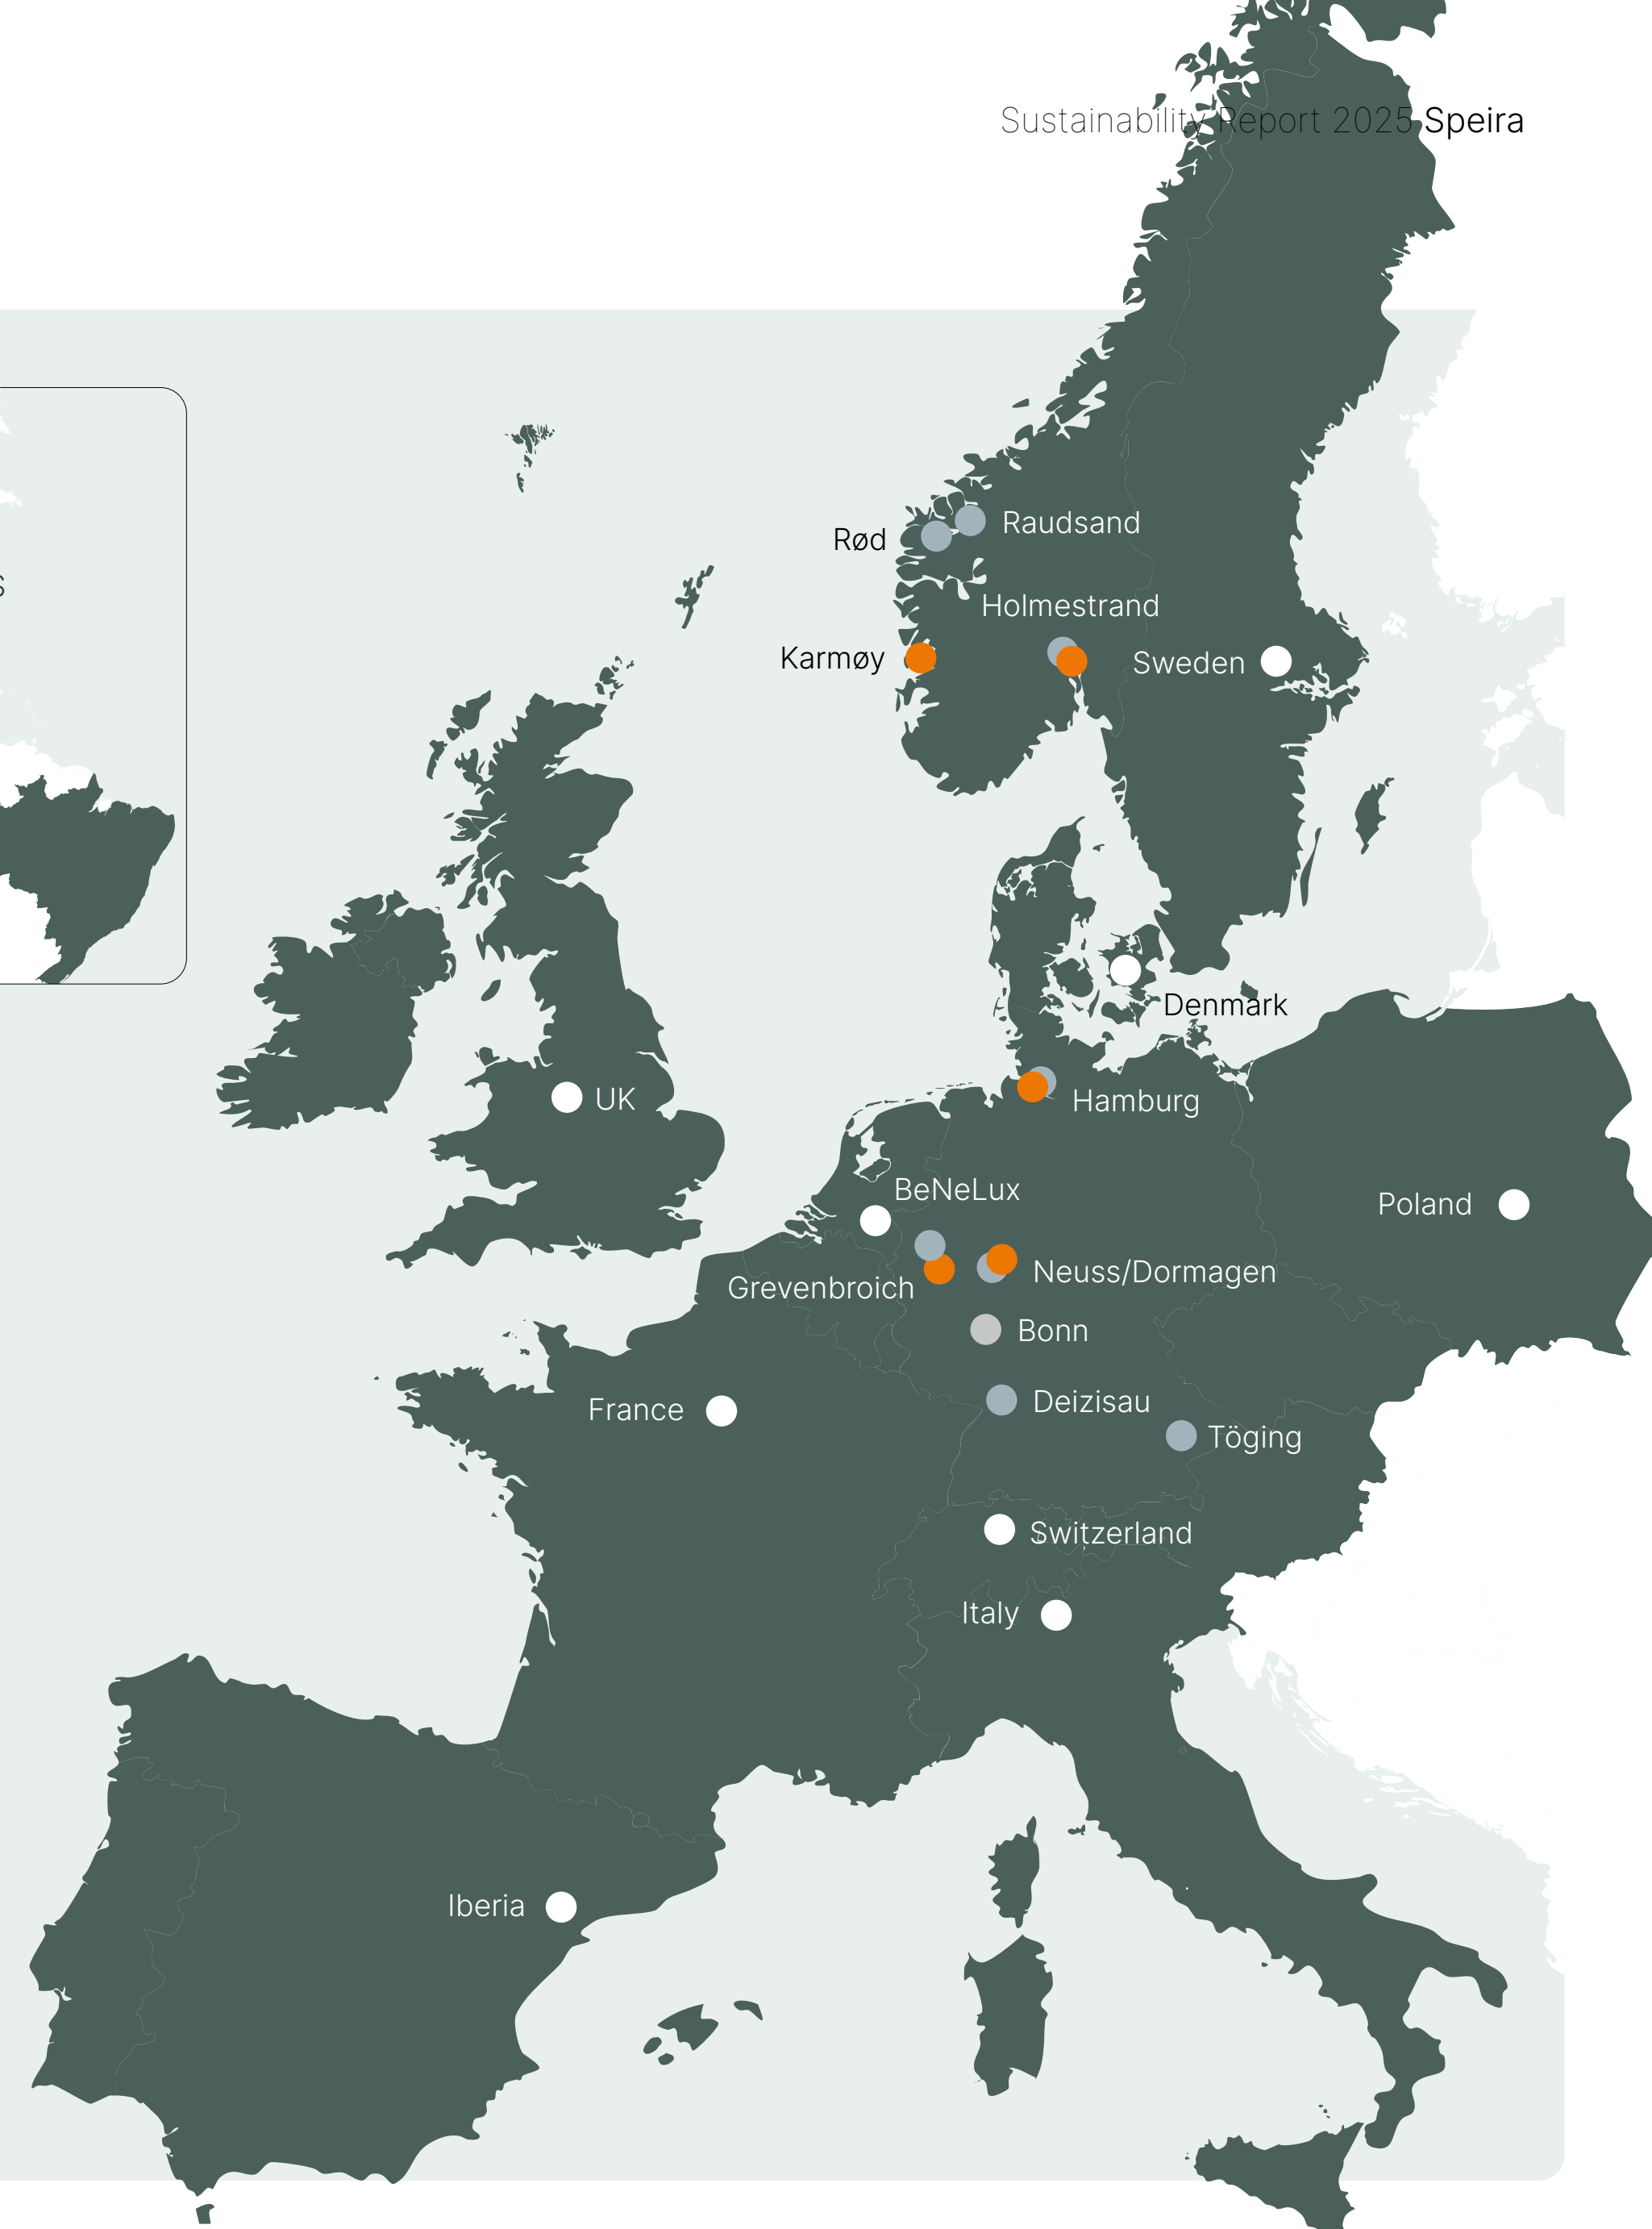 Sustainability Report 2025 Speira
Raudsand
Rød
Holmestrand
Karmøy
Sweden
Denmark
UK
Hamburg
BeNeLux
Poland
Neuss/Dormagen
Grevenbroich
Bonn
Deizisau
France
Töging
Switzerland
Italy
Iberia